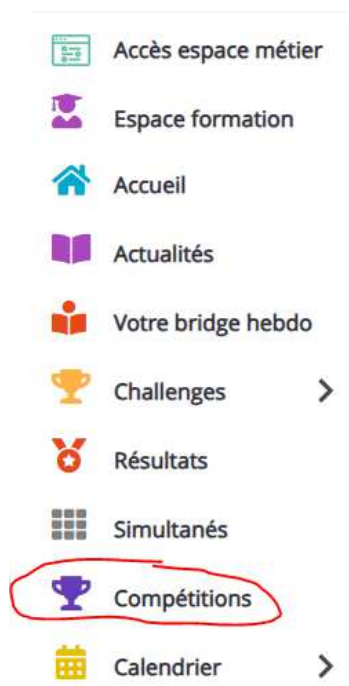 Accès espace métier
Espace formation
Accueil
Actualités
Votre bridge hebdo
Challenges
Résultats
Simultanés
Compétitions
Calendrier